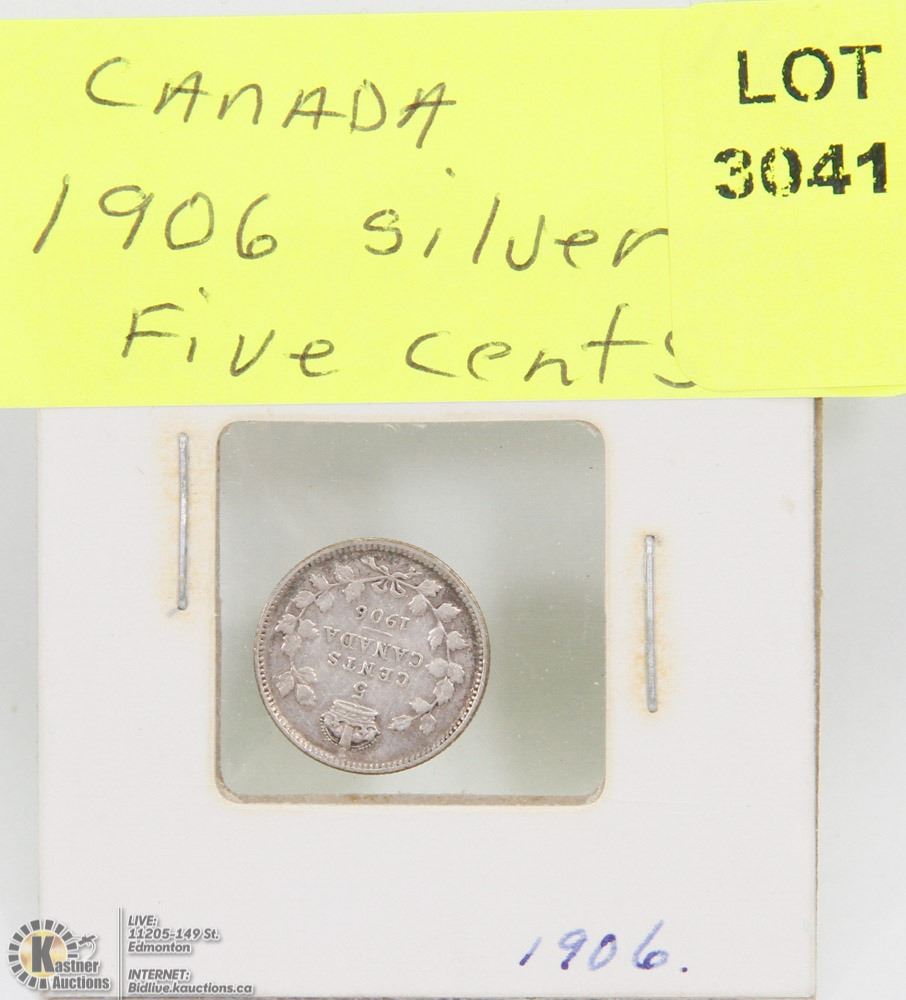 CANADA
1906 silver
Five cents
LOT
3041
5
CENTS
CANADA
1906
1906.
Kastner
Auctions
LIVE:
11205-149 St.
Edmonton
INTERNET:
Bidlive.kauctions.ca